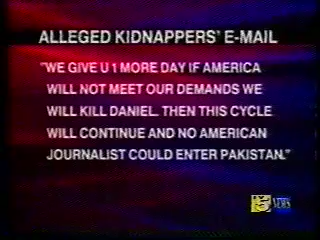 ALLEGED KIDNAPPERS' E-MAIL
"WE GIVE U 1 MORE DAY IF AMERICA
WILL NOT MEET OUR DEMANDS WE
WILL KILL DANIEL. THEN THIS CYCLE
WILL CONTINUE AND NO AMERICAN
JOURNALIST COULD ENTER PAKISTAN."